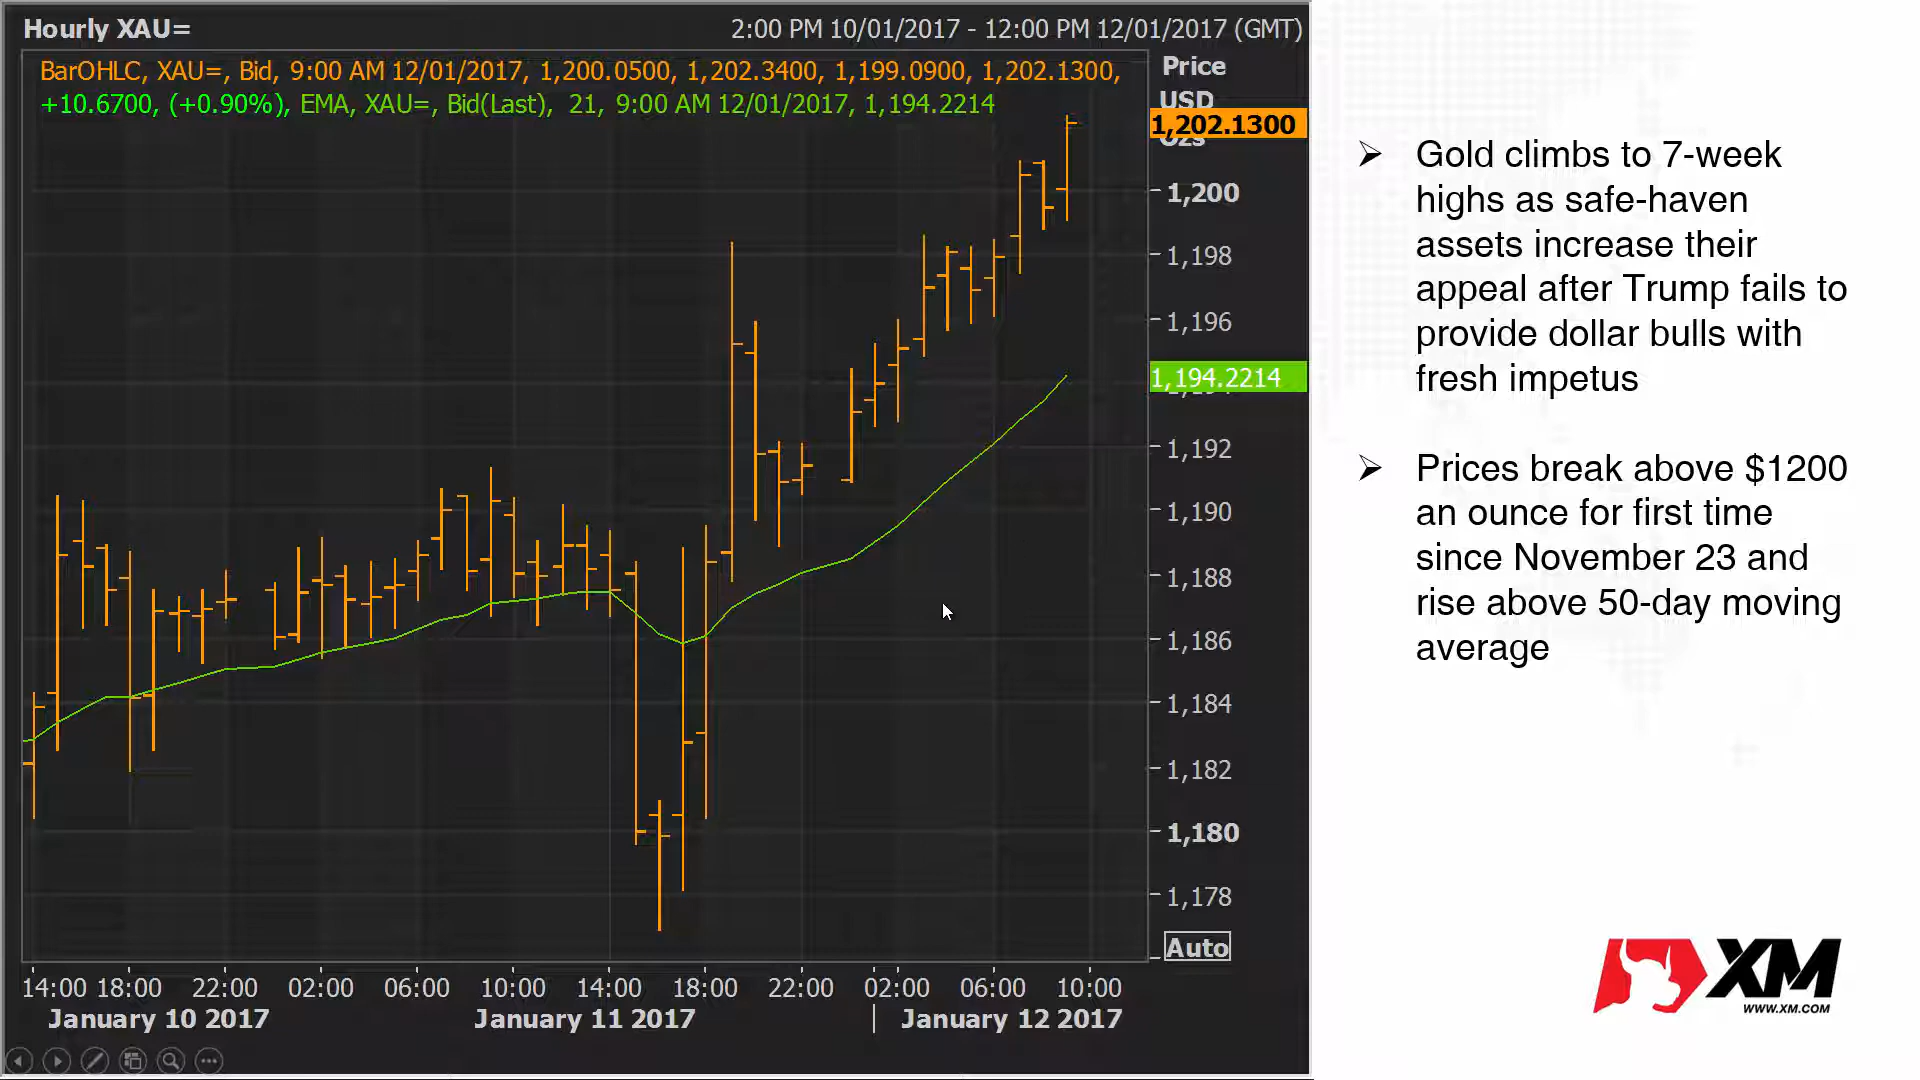 Hourly XAU=
2:00 PM 10/01/2017 - 12:00 PM 12/01/2017 (GMT)
BarOHLC, XAU=, Bid, 9:00 AM 12/01/2017, 1,200.0500, 1,202.3400, 1,199.0900, 1,202.1300,
+10.6700, (+0.90%), EMA, XAU=, Bid(Last), 21, 9:00 AM 12/01/2017, 1,194.2214
Price
USD
1,202.1300
Ozs
1,200
1,198
1,196
1,194.2214
1,192
1,190
1,188
1,186
1,184
1,182
1,180
1,178
Auto
14:00 18:00 22:00 02:00 06:00 10:00 14:00 18:00 22:00 02:00 06:00 10:00
January 10 2017 January 11 2017 January 12 2017
➢ Gold climbs to 7-week
highs as safe-haven
assets increase their
appeal after Trump fails to
provide dollar bulls with
fresh impetus
➢ Prices break above $1200
an ounce for first time
since November 23 and
rise above 50-day moving
average
XM
WWW.XM.COM